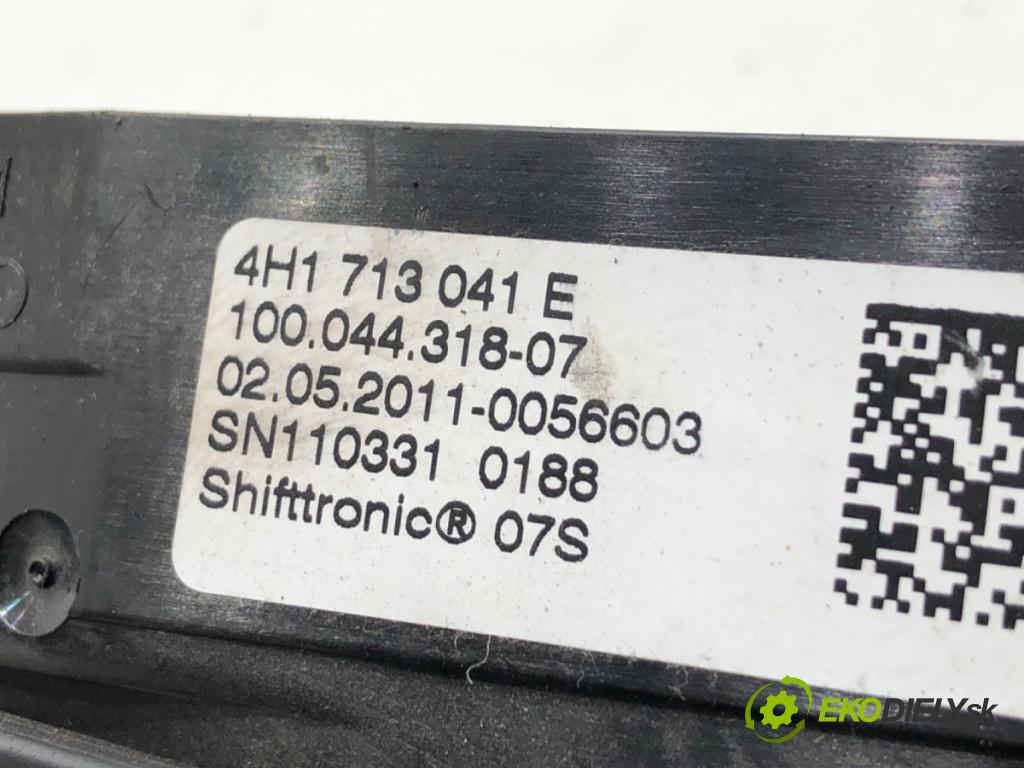 4H1 713 041 E
100.044.318-07
02.05.2011-0056603
SN110331 0188
Shifttronic® 07S
EKODIELY.sk